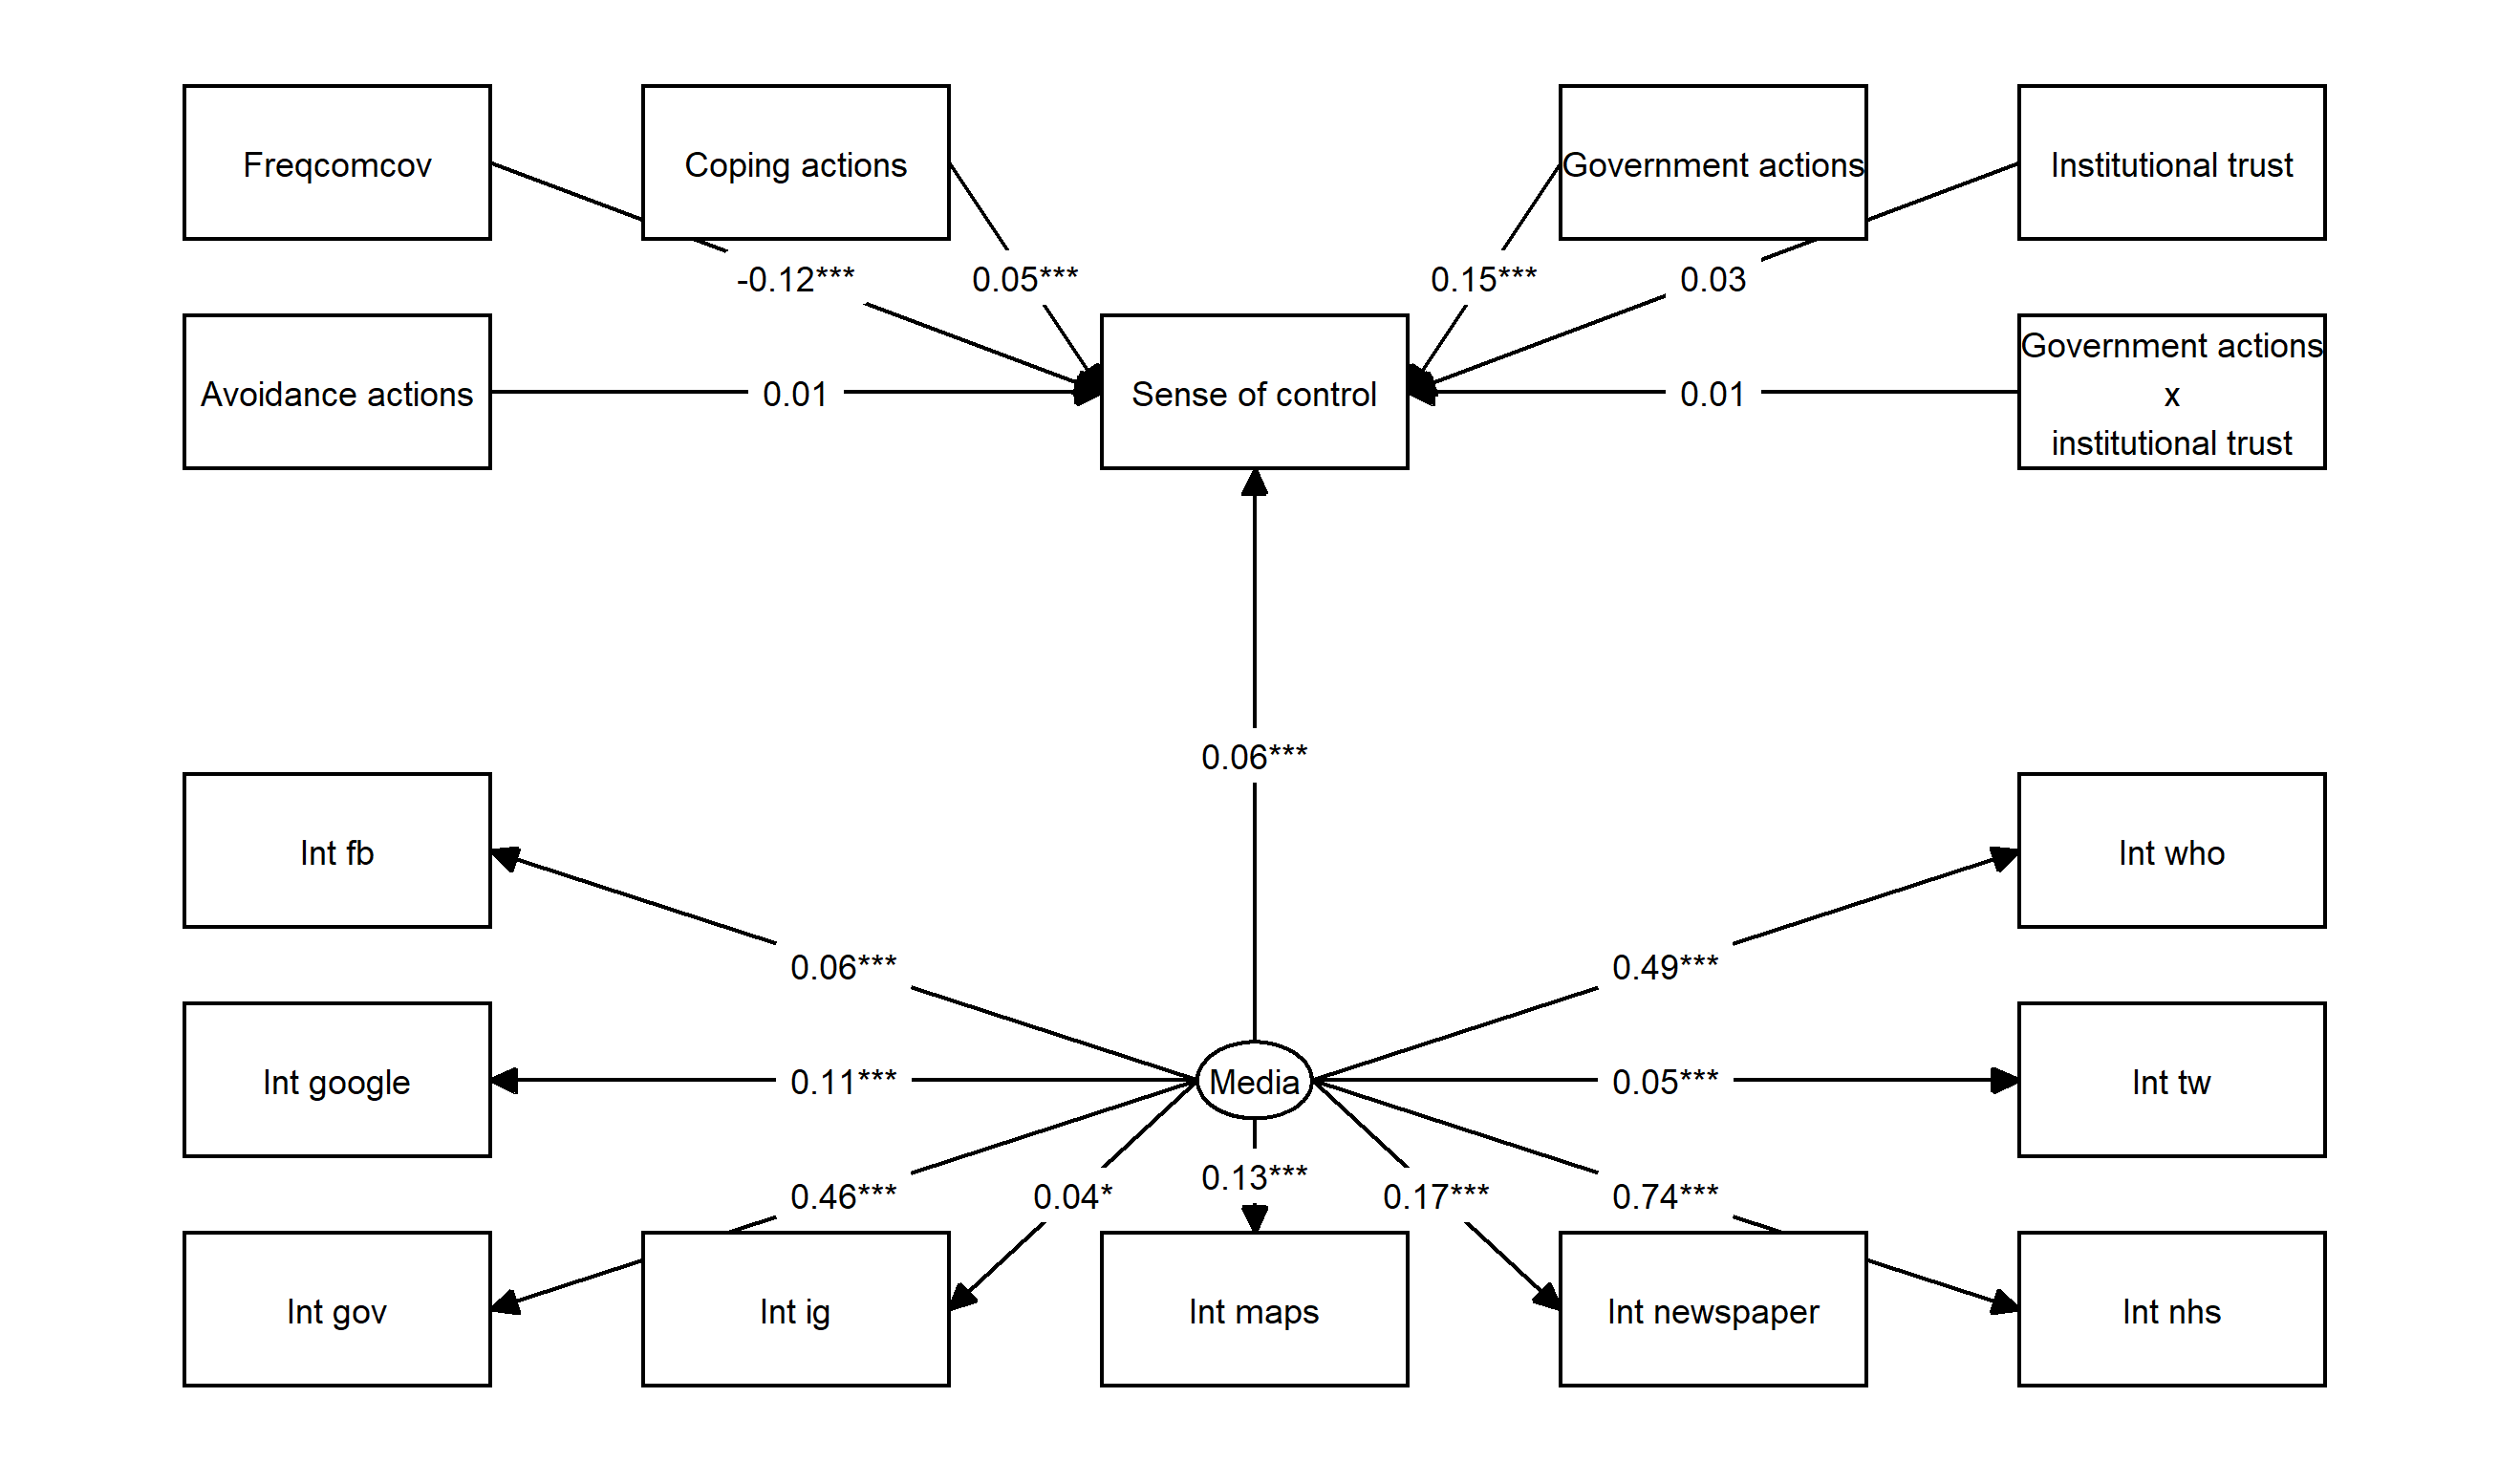 Freqcomcov
Coping actions
Government actions
Institutional trust
-0.12***
0.05***
0.15***
0.03
Avoidance actions
0.01
Sense of control
0.01
Government actions
x
institutional trust
0.06***
Int fb
Int who
0.06***
0.49***
Int google
0.11***
Media
0.05***
Int tw
0.46***
0.04*
0.13***
0.17***
0.74***
Int gov
Int ig
Int maps
Int newspaper
Int nhs